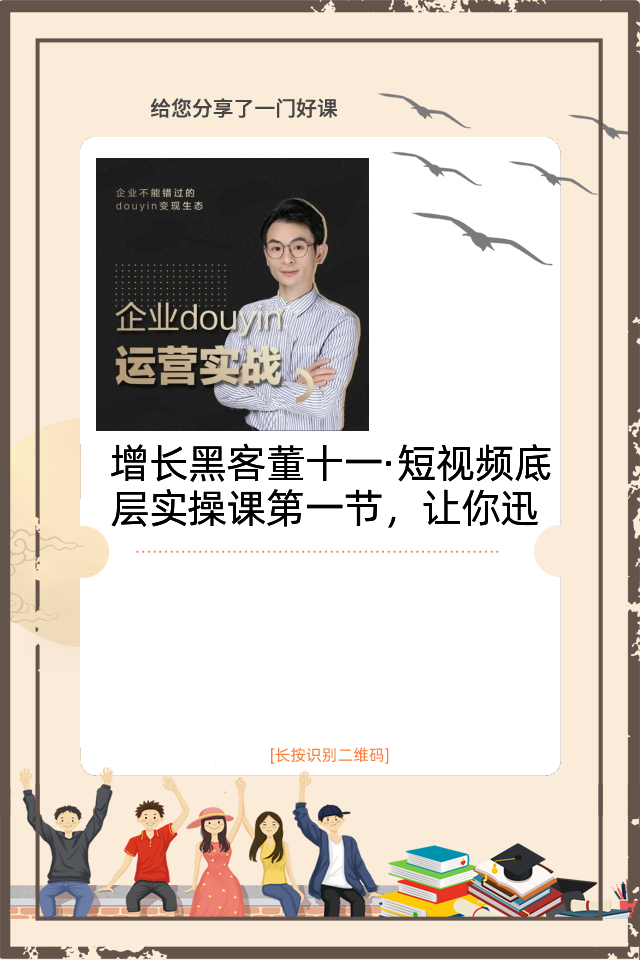 给您分享了一门好课
企业不能错过的
douyin变现生态
企业douyin
运营实战
增长黑客董十一·短视频底
层实操课第一节，让你迅
[长按识别二维码]